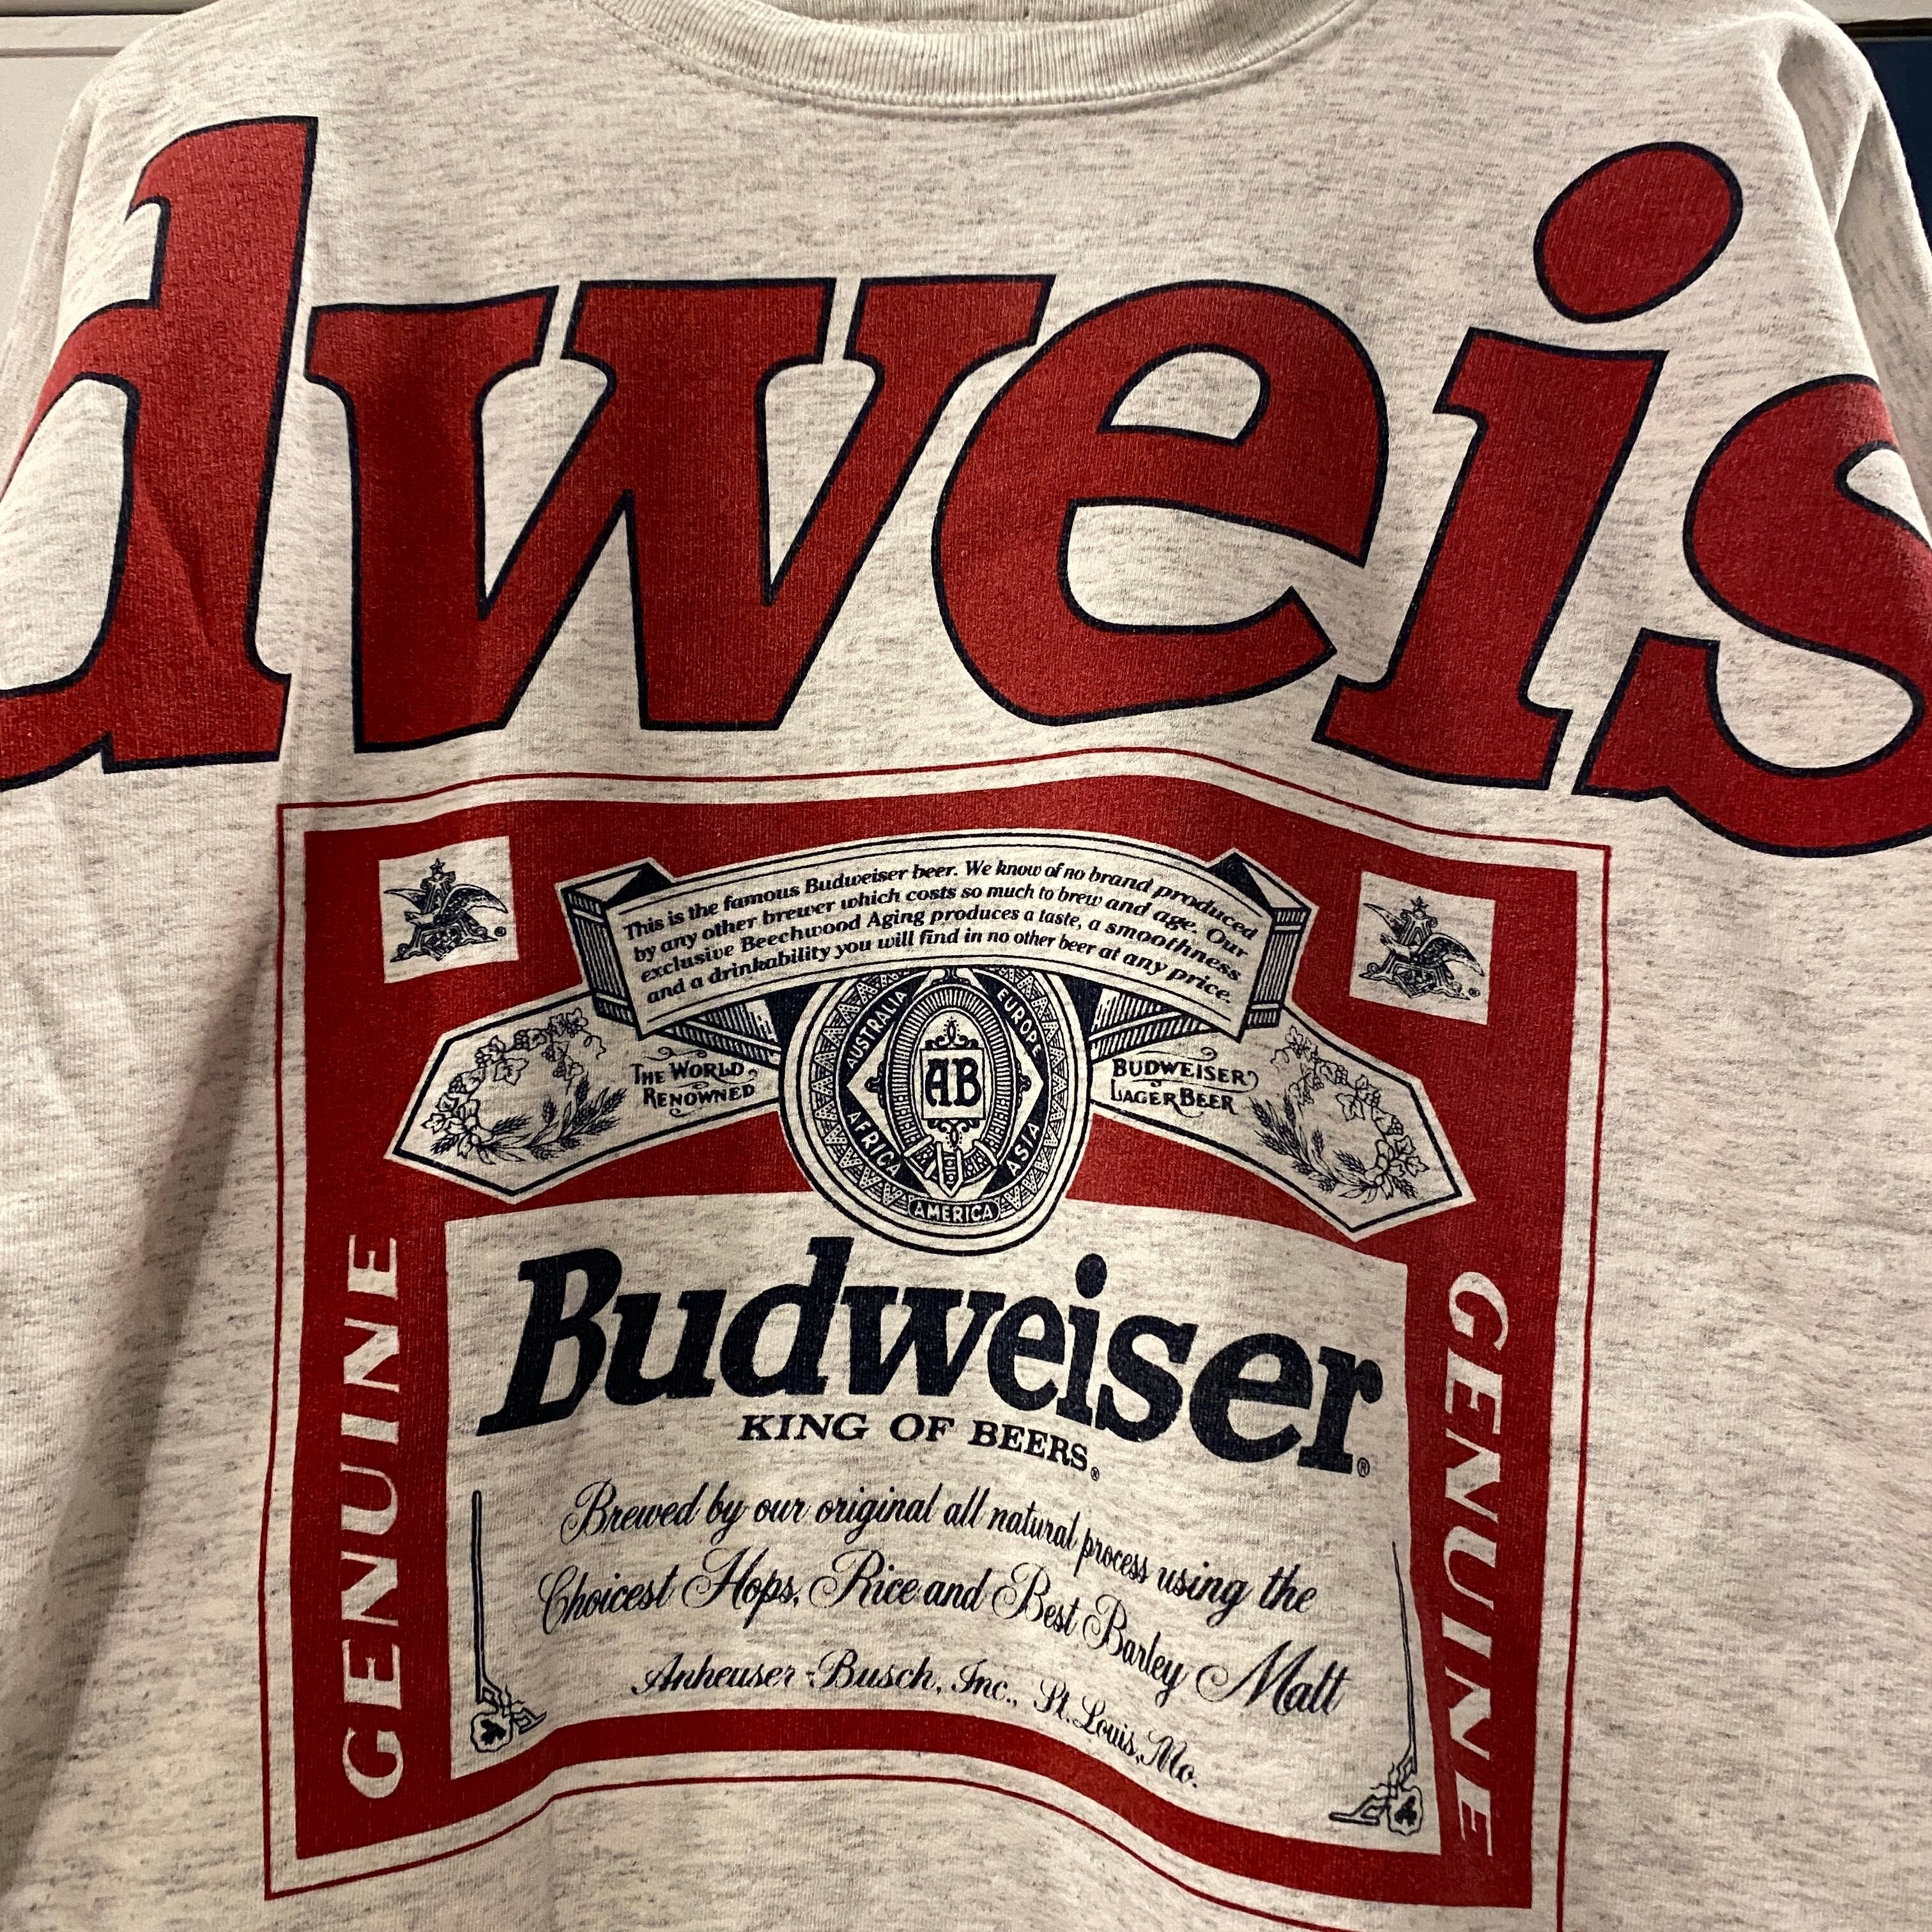 dweis
This is the famous Budweiser beer. We know of no brand produced
by any other brewer which costs so much to brew and age. Our
exclusive Beechwood Aging produces a taste, a smoothness
and a drinkability you will find in no other beer at any price.
THE WORLD
RENOWNED
AUSTRALIA
EUROPE
AB
AFRICA
ASIA
AMERICA
BUDWEISER
LAGER BEER
GENUINE
Budweiser®
KING OF BEERS®
Brewed by our original all natural process using the
Choicest Hops, Rice and Best Barley Malt
Anheuser-Busch, Inc., St. Louis, Mo.
GENUINE